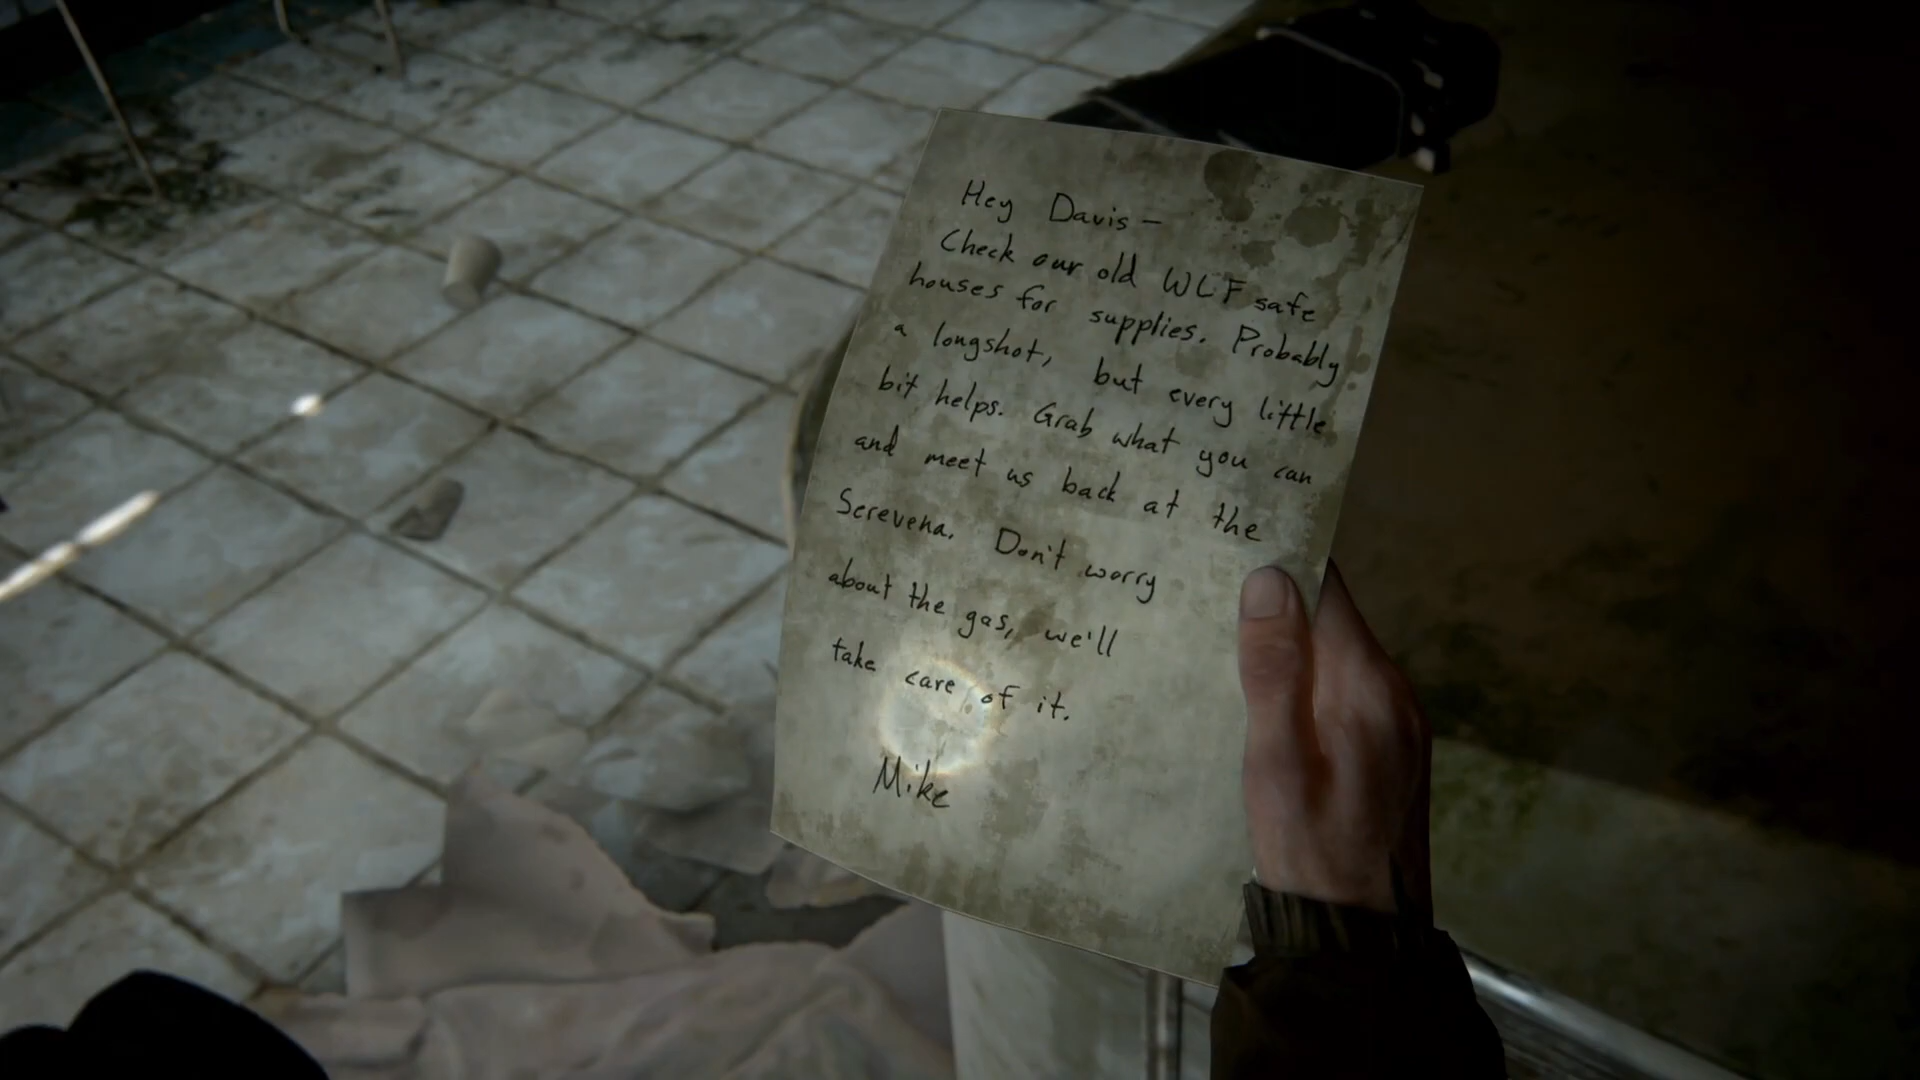 Hey Davis —
Check our old WLF safe
houses for supplies. Probably
a longshot, but every little
bit helps. Grab what you can
and meet us back at the
Serevena. Don't worry
about the gas, we'll
take care of it.
Mike